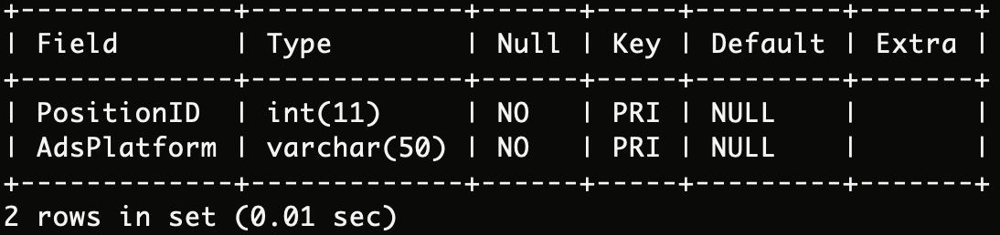 +------------+-------------+------+-----+---------+-------+
| Field      | Type        | Null | Key | Default | Extra |
+------------+-------------+------+-----+---------+-------+
| PositionID | int(11)     | NO   | PRI | NULL    |       |
| AdsPlatform | varchar(50) | NO   | PRI | NULL    |       |
+------------+-------------+------+-----+---------+-------+
2 rows in set (0.01 sec)